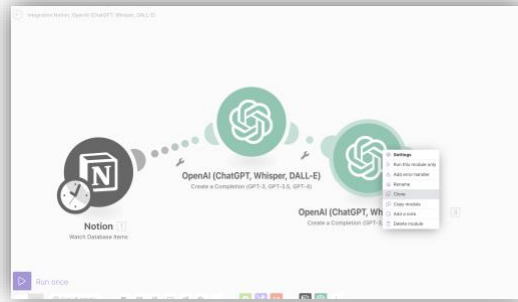 Integration Notion, OpenAI (ChatGPT, Whisper, DALL-E)
OpenAI (ChatGPT, Whisper, DALL-E)
Create a Completion (GPT-3, GPT-3.5, GPT-4)
Notion 1
Watch Database Items
OpenAI (ChatGPT, Wh
Create a Completion (GPT-3,
Settings
Run this module only
Add error handler
Rename
Clone
Copy module
Add a note
Delete module
Run once